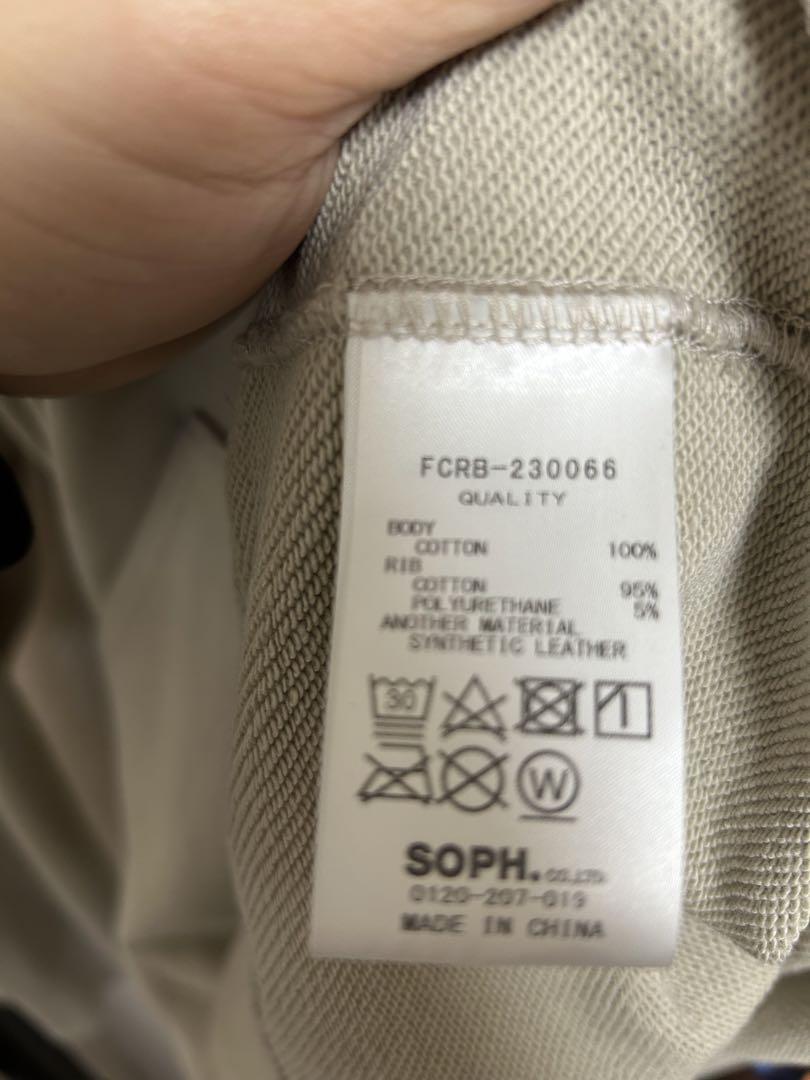 FCRB-230066
QUALITY
BODY
COTTON 100%
RIB
COTTON 95%
POLYURETHANE 5%
ANOTHER MATERIAL
SYNTHETIC LEATHER
30
W
SOPH.CO.,LTD.
0120-207-019
MADE IN CHINA